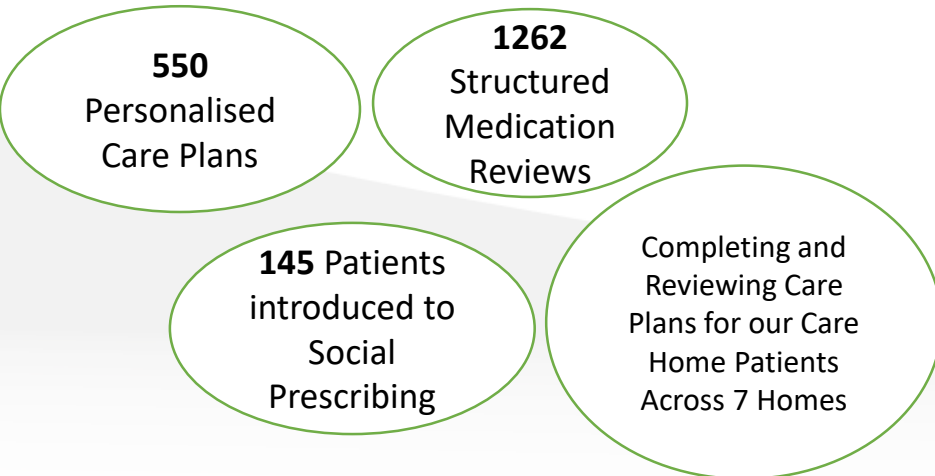 550
Personalised
Care Plans
1262
Structured
Medication
Reviews
145 Patients
introduced to
Social
Prescribing
Completing and
Reviewing Care
Plans for our Care
Home Patients
Across 7 Homes